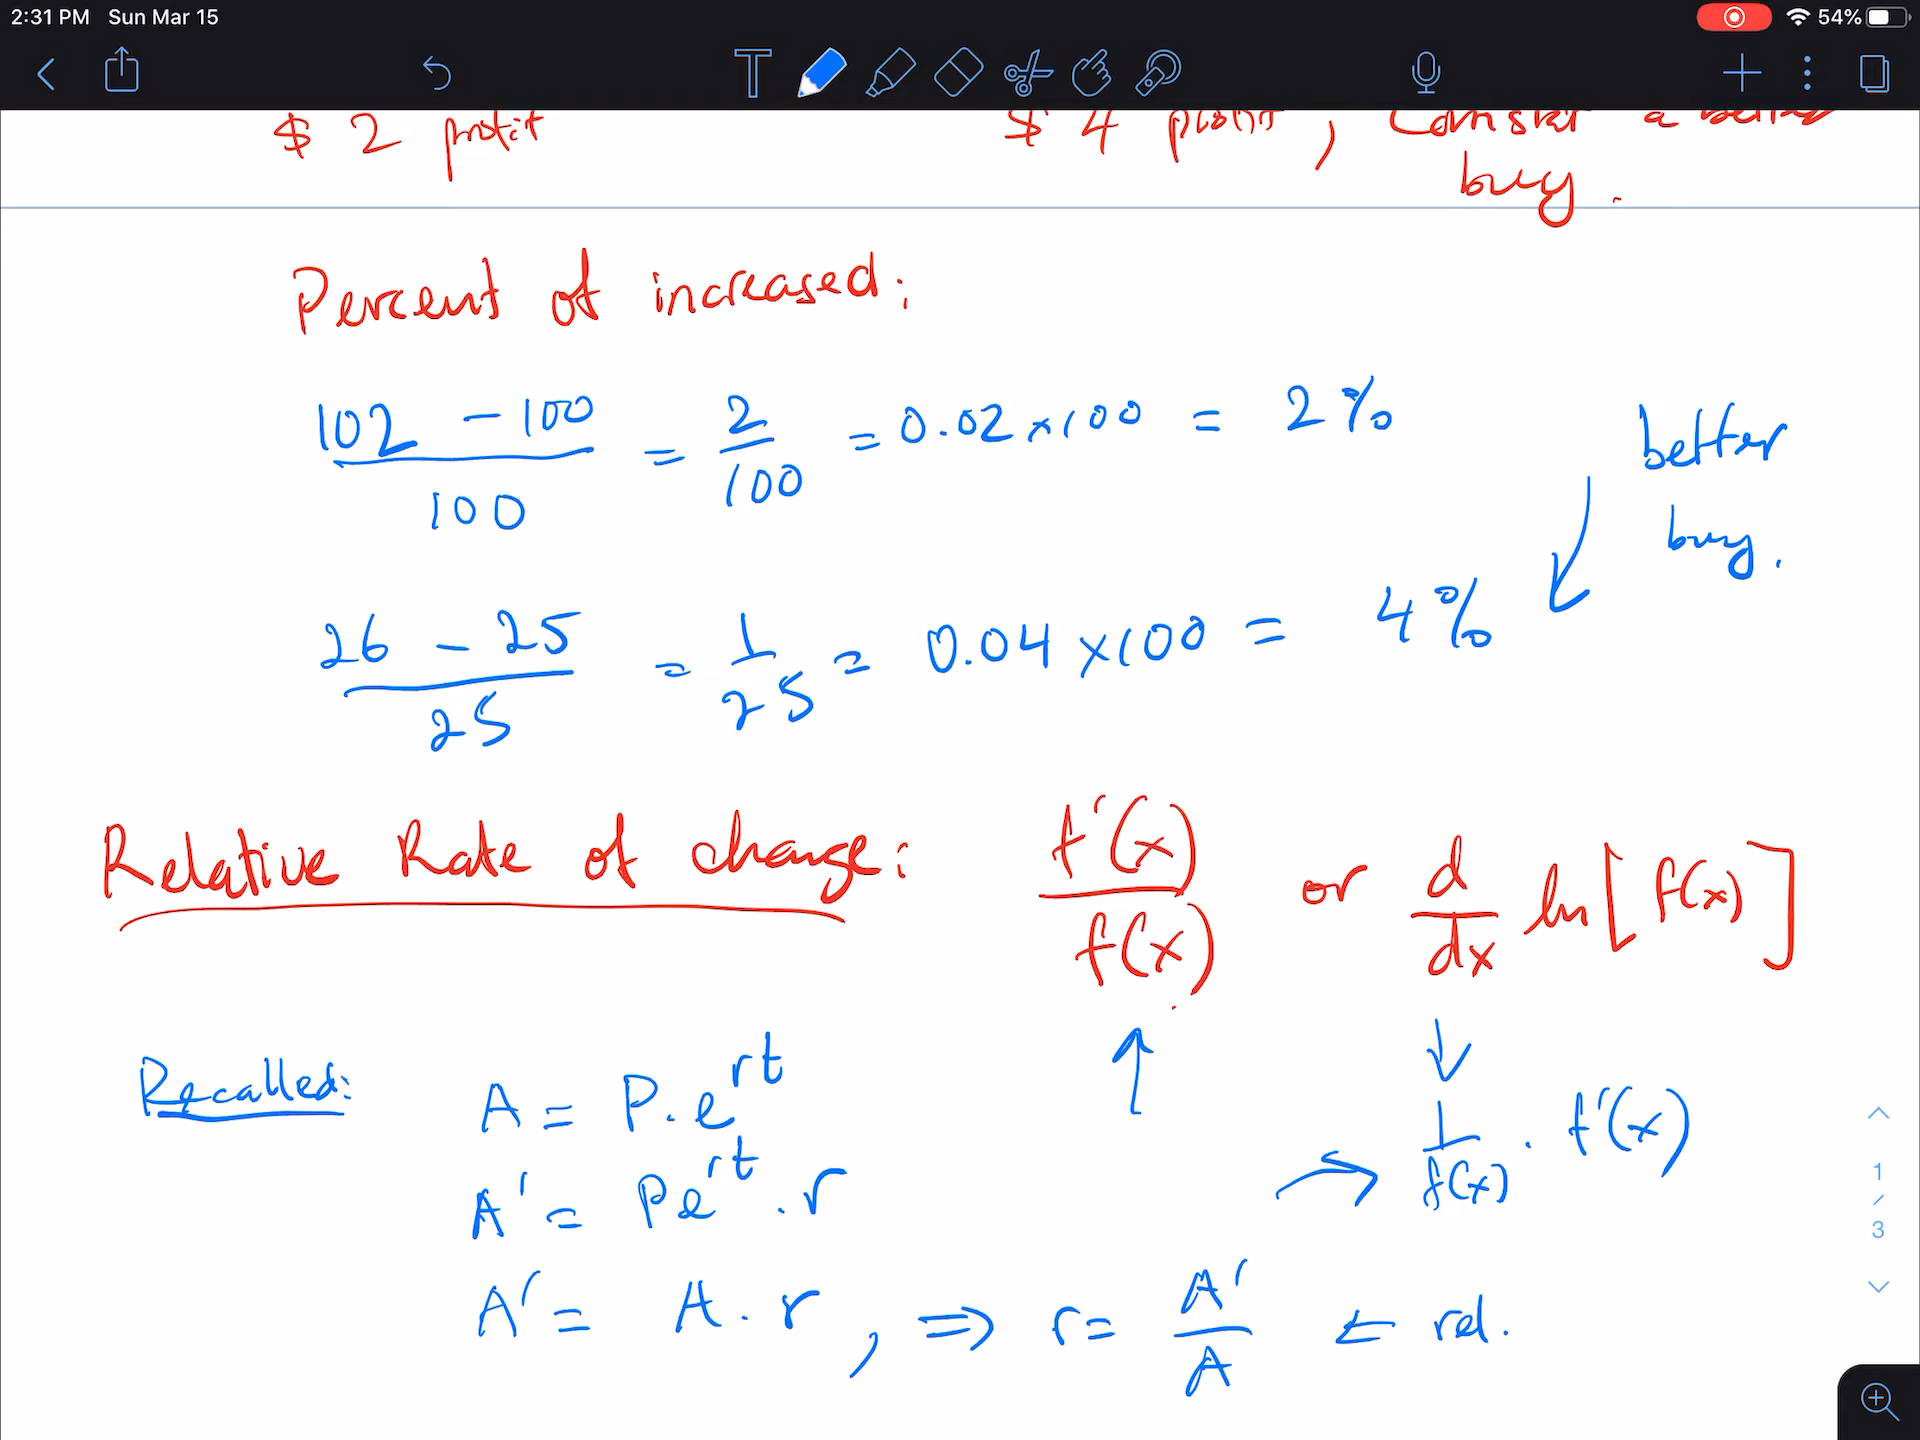 2:31 PM Sun Mar 15 54%
T
$ 2 profit $ 4 profit, consider a better
buy.
Percent of increased:
102 - 100 / 100 = 2 / 100 = 0.02 x 100 = 2%
better
buy.
26 - 25 / 25 = 1 / 25 = 0.04 x 100 = 4%
Relative Rate of change: f'(x) / f(x) or d/dx ln[f(x)]
Recalled: A = P.e^rt
1/f(x) . f'(x)
A' = Pe^rt . r
A' = A . r, ⇒ r = A'/A ← rel.
1
/
3